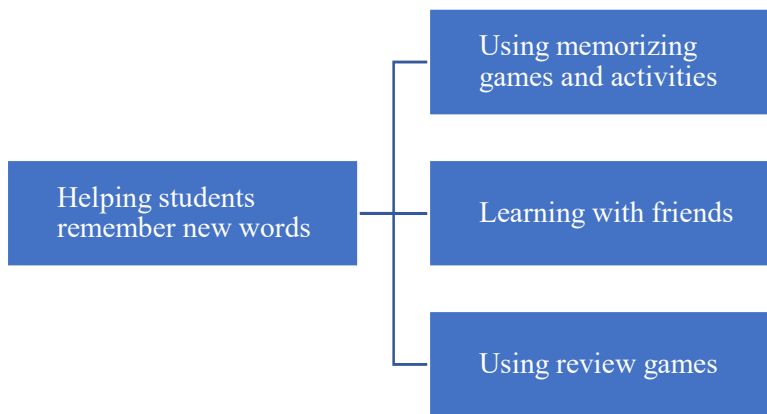 Using memorizing
games and activities
Helping students
remember new words
Learning with friends
Using review games